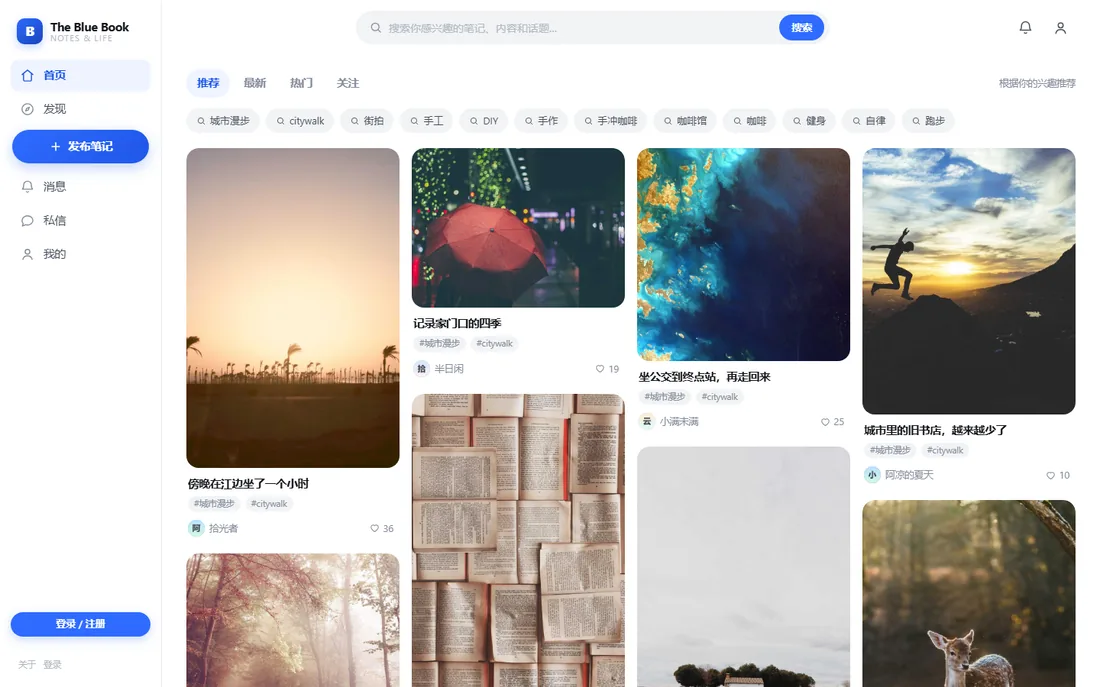 B
The Blue Book
NOTES & LIFE
搜索你感兴趣的笔记、内容和话题...
搜索
首页
发现
+ 发布笔记
消息
私信
我的
登录 / 注册
关于 登录
推荐 最新 热门 关注
根据你的兴趣推荐
城市漫步 citywalk 街拍 手工 DIY 手作 手冲咖啡 咖啡馆 咖啡 健身 自律 跑步
傍晚在江边坐了一个小时
#城市漫步 #citywalk
阿 拾光者 36
记录家门口的四季
#城市漫步 #citywalk
拾 半日闲 19
坐公交到终点站，再走回来
#城市漫步 #citywalk
云 小满未满 25
城市里的旧书店，越来越少了
#城市漫步 #citywalk
小 阿凉的夏天 10